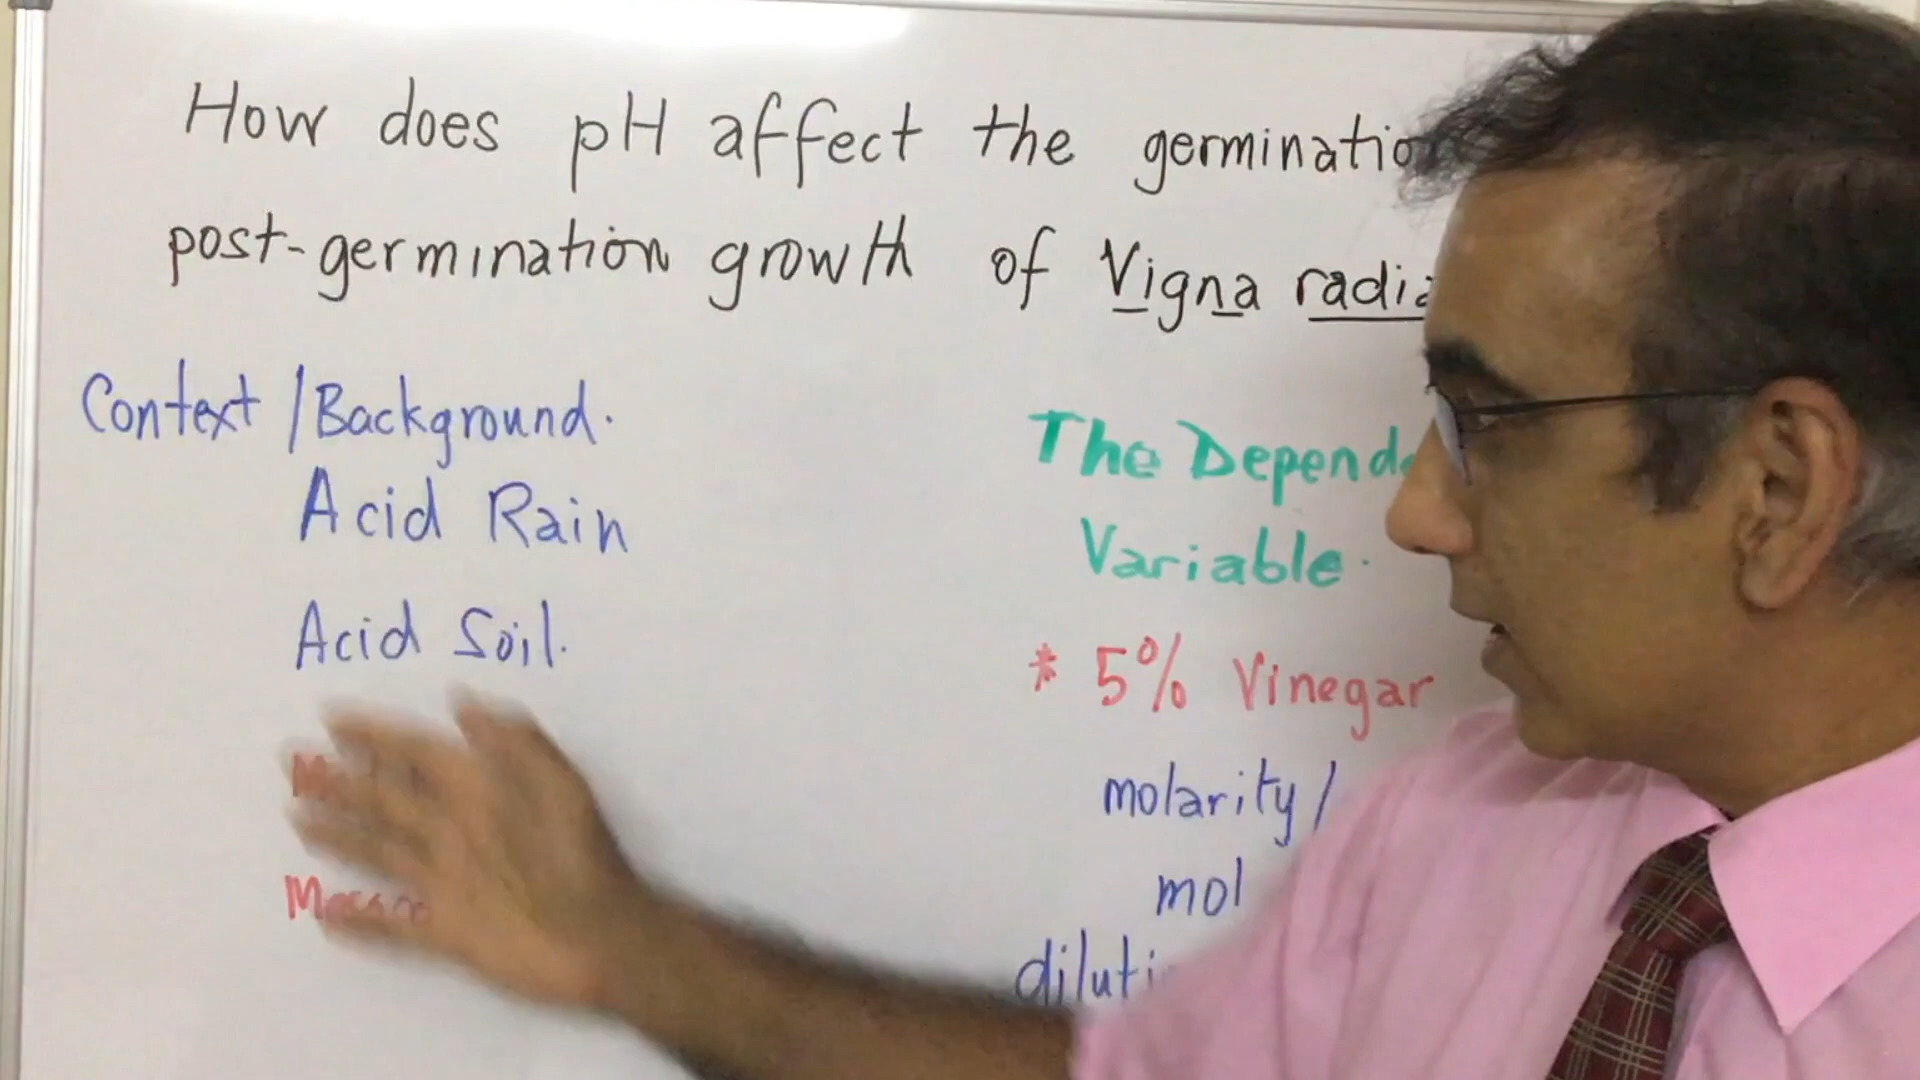 How does pH affect the germination
post-germination growth of Vigna radia
Context / Background.
Acid Rain
Acid Soil.
The Depend
Variable.
* 5% Vinegar
molarity /
mol
diluti